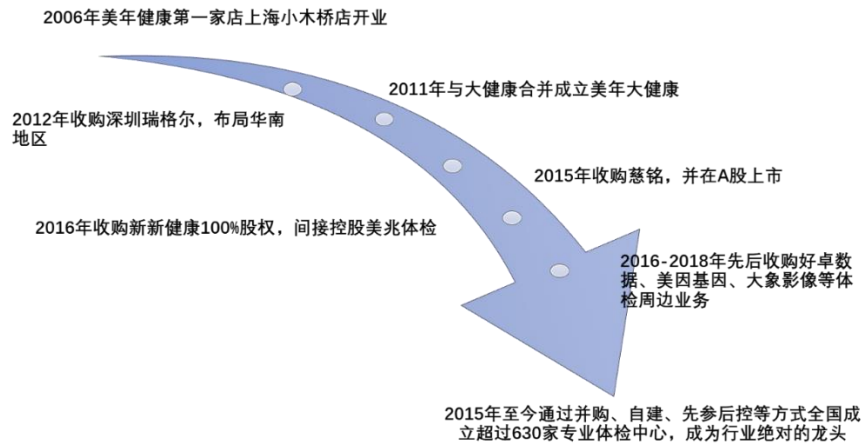 2006年美年健康第一家店上海小木桥店开业
2011年与大健康合并成立美年大健康
2012年收购深圳瑞格尔，布局华南
地区
2015年收购慈铭，并在A股上市
2016年收购新新健康100%股权，间接控股美兆体检
2016-2018年先后收购好卓数
据、美因基因、大象影像等体
检周边业务
2015年至今通过并购、自建、先参后控等方式全国成
立超过630家专业体检中心，成为行业绝对的龙头